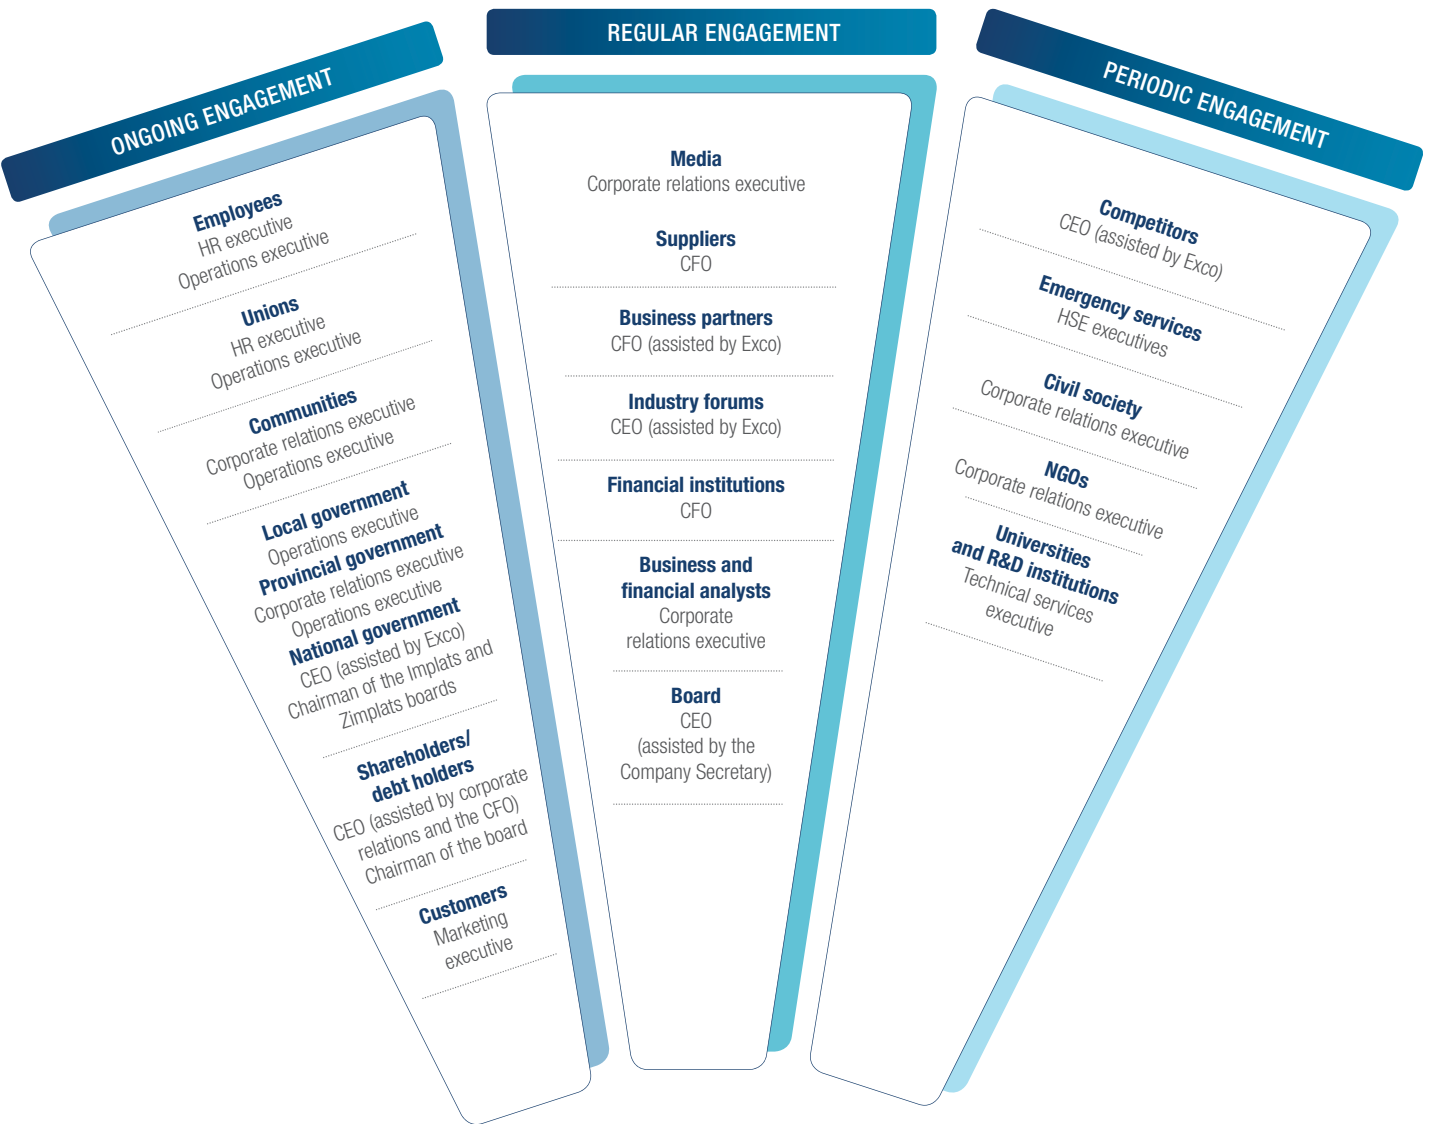 ONGOING ENGAGEMENT
Employees
HR executive
Operations executive
Unions
HR executive
Operations executive
Communities
Corporate relations executive
Operations executive
Local government
Operations executive
Provincial government
Corporate relations executive
Operations executive
National government
CEO (assisted by Exco)
Chairman of the Implats and
Zimplats boards
Shareholders/
debt holders
CEO (assisted by corporate
relations and the CFO)
Chairman of the board
Customers
Marketing
executive
REGULAR ENGAGEMENT
Media
Corporate relations executive
Suppliers
CFO
Business partners
CFO (assisted by Exco)
Industry forums
CEO (assisted by Exco)
Financial institutions
CFO
Business and
financial analysts
Corporate
relations executive
Board
CEO
(assisted by the
Company Secretary)
PERIODIC ENGAGEMENT
Competitors
CEO (assisted by Exco)
Emergency services
HSE executives
Civil society
Corporate relations executive
NGOs
Corporate relations executive
Universities
and R&D institutions
Technical services
executive